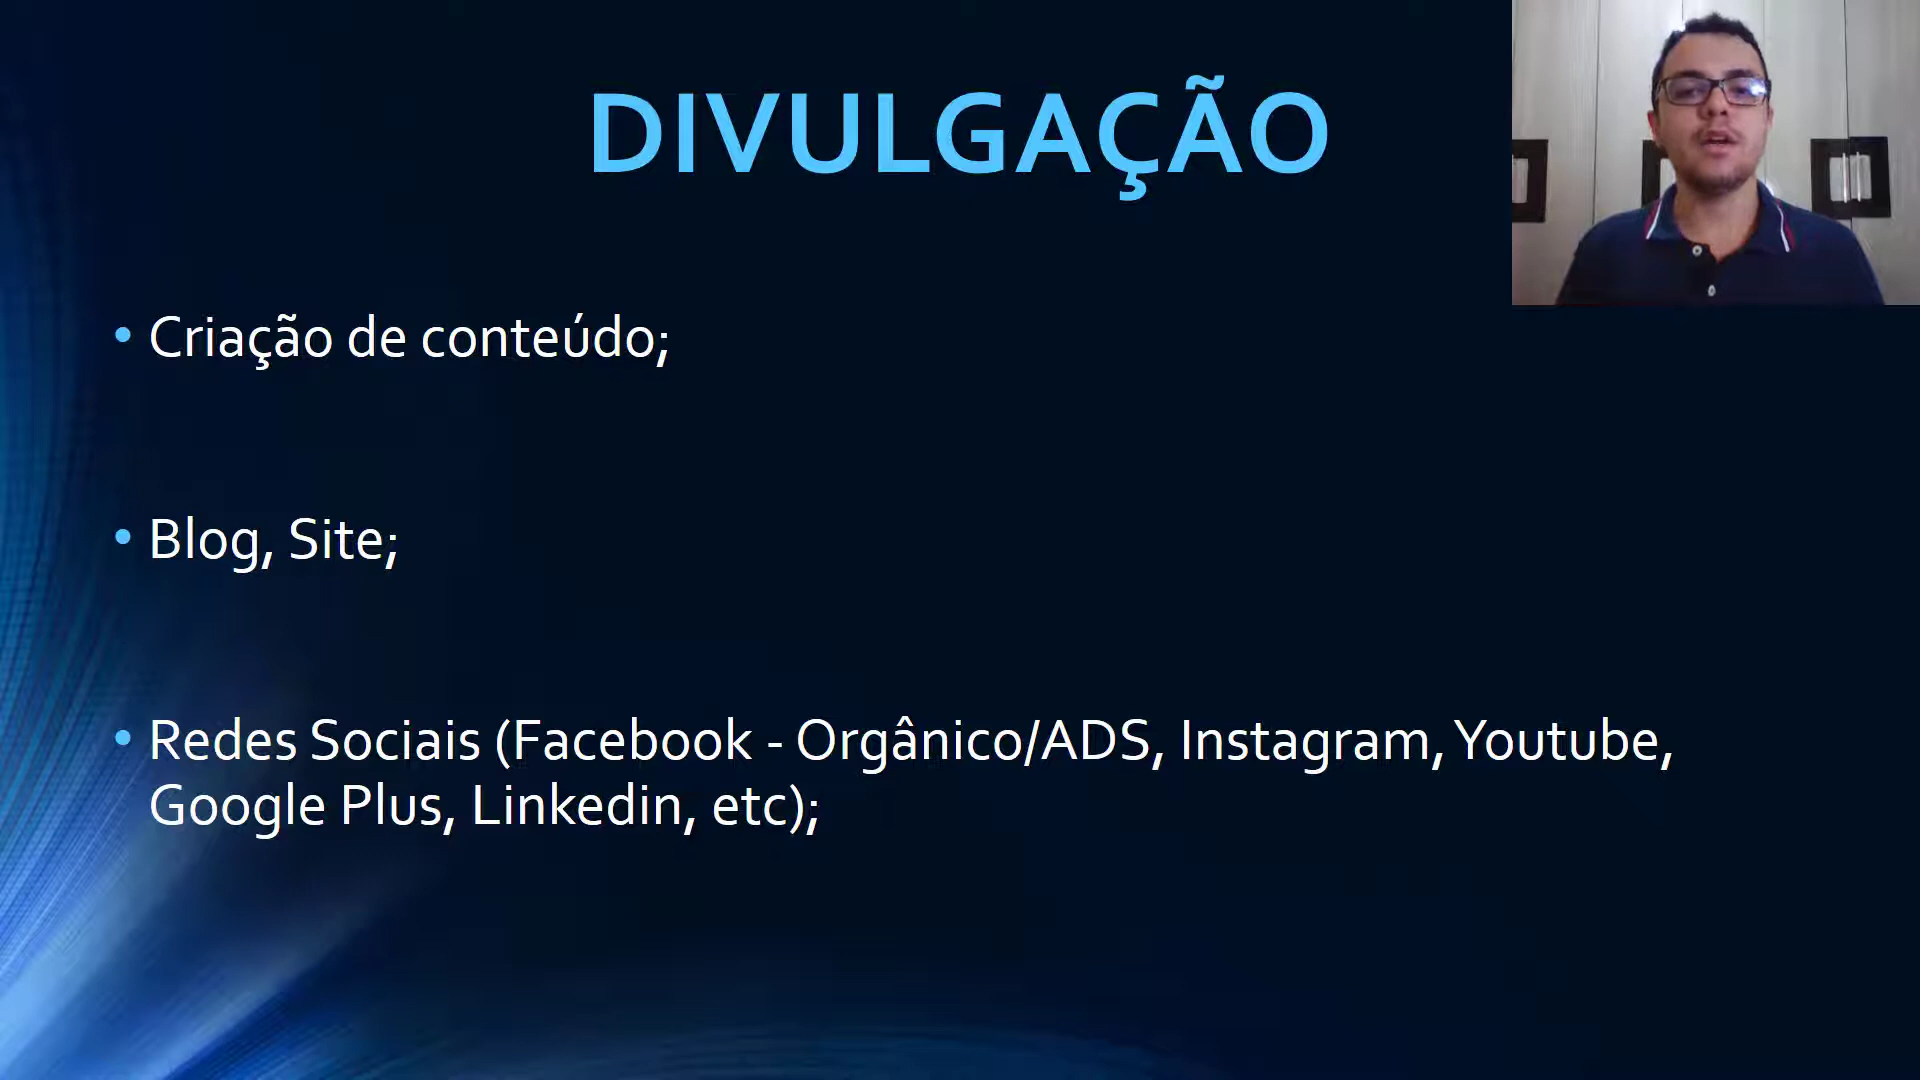 DIVULGAÇÃO
• Criação de conteúdo;
• Blog, Site;
• Redes Sociais (Facebook - Orgânico/ADS, Instagram, Youtube,
Google Plus, Linkedin, etc);